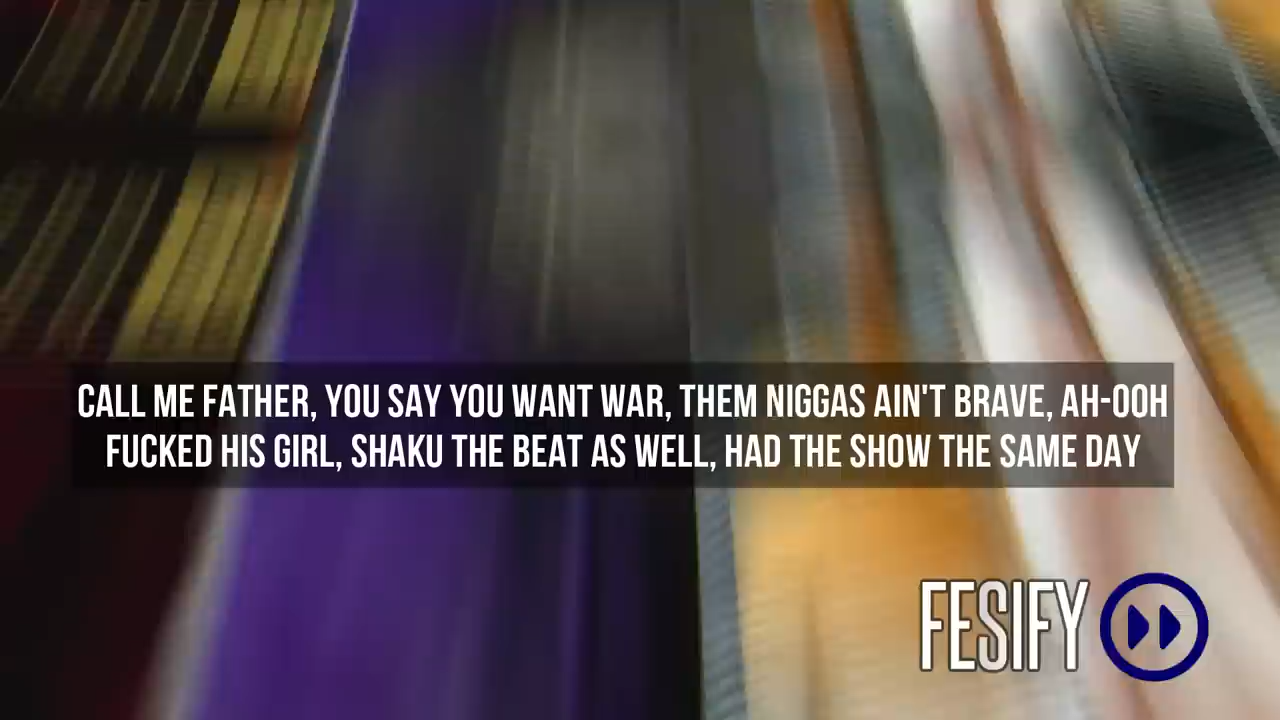 CALL ME FATHER, YOU SAY YOU WANT WAR, THEM NIGGAS AIN'T BRAVE, AH-OOH
FUCKED HIS GIRL, SHAKU THE BEAT AS WELL, HAD THE SHOW THE SAME DAY
FESIFY